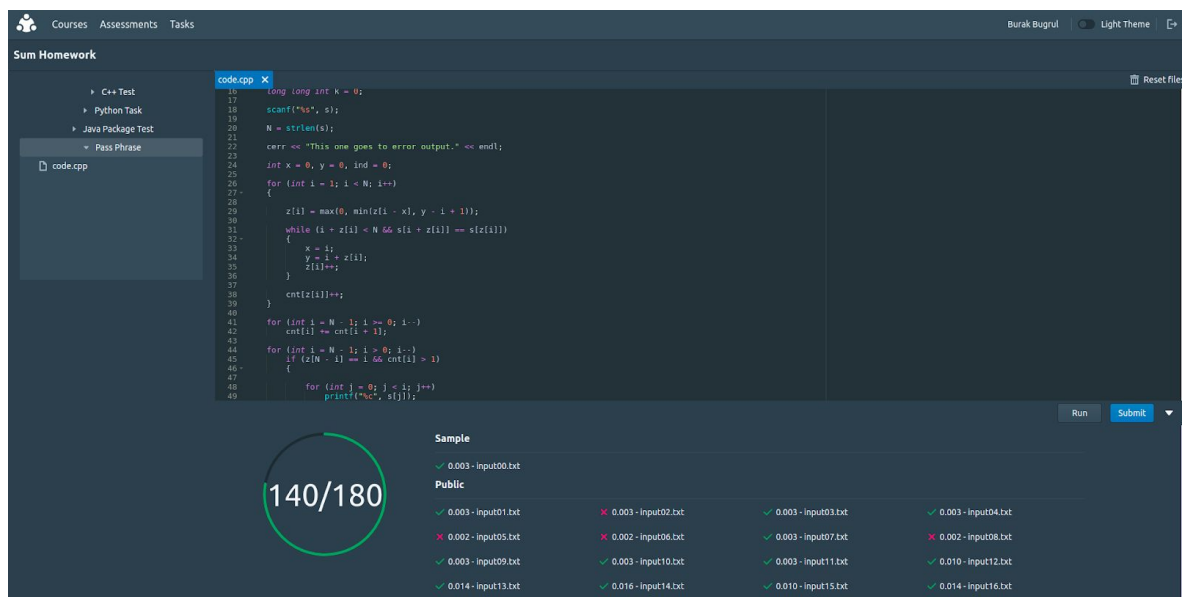 Courses Assessments Tasks Burak Bugrul Light Theme
Sum Homework
C++ Test
Python Task
Java Package Test
Pass Phrase
code.cpp
code.cpp ✕ Reset files
16 long long int k = 0;
17
18 scanf("%s", s);
19
20 N = strlen(s);
21
22 cerr << "This one goes to error output." << endl;
23
24 int x = 0, y = 0, ind = 0;
25
26 for (int i = 1; i < N; i++)
27 {
28
29 z[i] = max(0, min(z[i - x], y - i + 1));
30
31 while (i + z[i] < N && s[i + z[i]] == s[z[i]])
32 {
33 x = i;
34 y = i + z[i];
35 z[i]++;
36 }
37
38 cnt[z[i]]++;
39 }
40
41 for (int i = N - 1; i >= 0; i--)
42 cnt[i] += cnt[i + 1];
43
44 for (int i = N - 1; i > 0; i--)
45 if (z[N - i] == i && cnt[i] > 1)
46 {
47
48 for (int j = 0; j < i; j++)
49 printf("%c", s[j]);
Run Submit
140/180
Sample
0.003 - input00.txt
Public
0.003 - input01.txt 0.003 - input02.txt 0.003 - input03.txt 0.003 - input04.txt
0.002 - input05.txt 0.002 - input06.txt 0.003 - input07.txt 0.002 - input08.txt
0.003 - input09.txt 0.003 - input10.txt 0.003 - input11.txt 0.010 - input12.txt
0.014 - input13.txt 0.016 - input14.txt 0.010 - input15.txt 0.014 - input16.txt